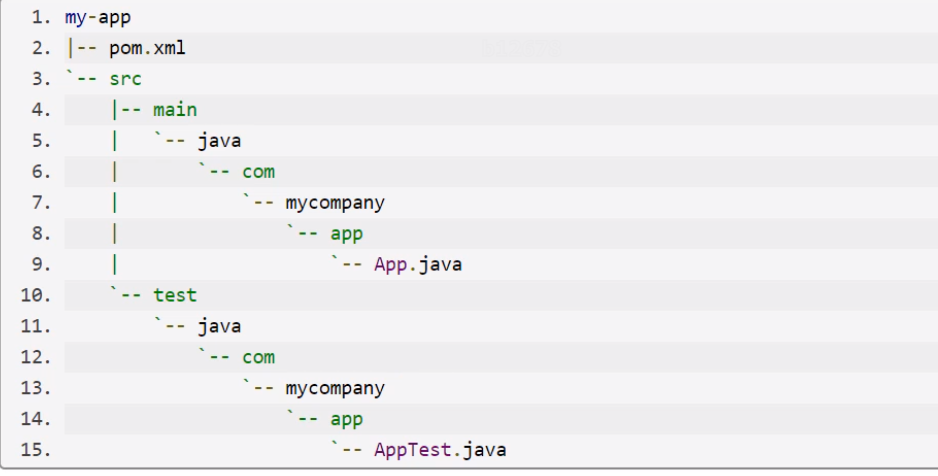 1. my-app
2. |-- pom.xml
3. `-- src
4.     |-- main
5.     |   `-- java
6.     |       `-- com
7.     |           `-- mycompany
8.     |               `-- app
9.     |                   `-- App.java
10.     `-- test
11.         `-- java
12.             `-- com
13.                 `-- mycompany
14.                     `-- app
15.                         `-- AppTest.java